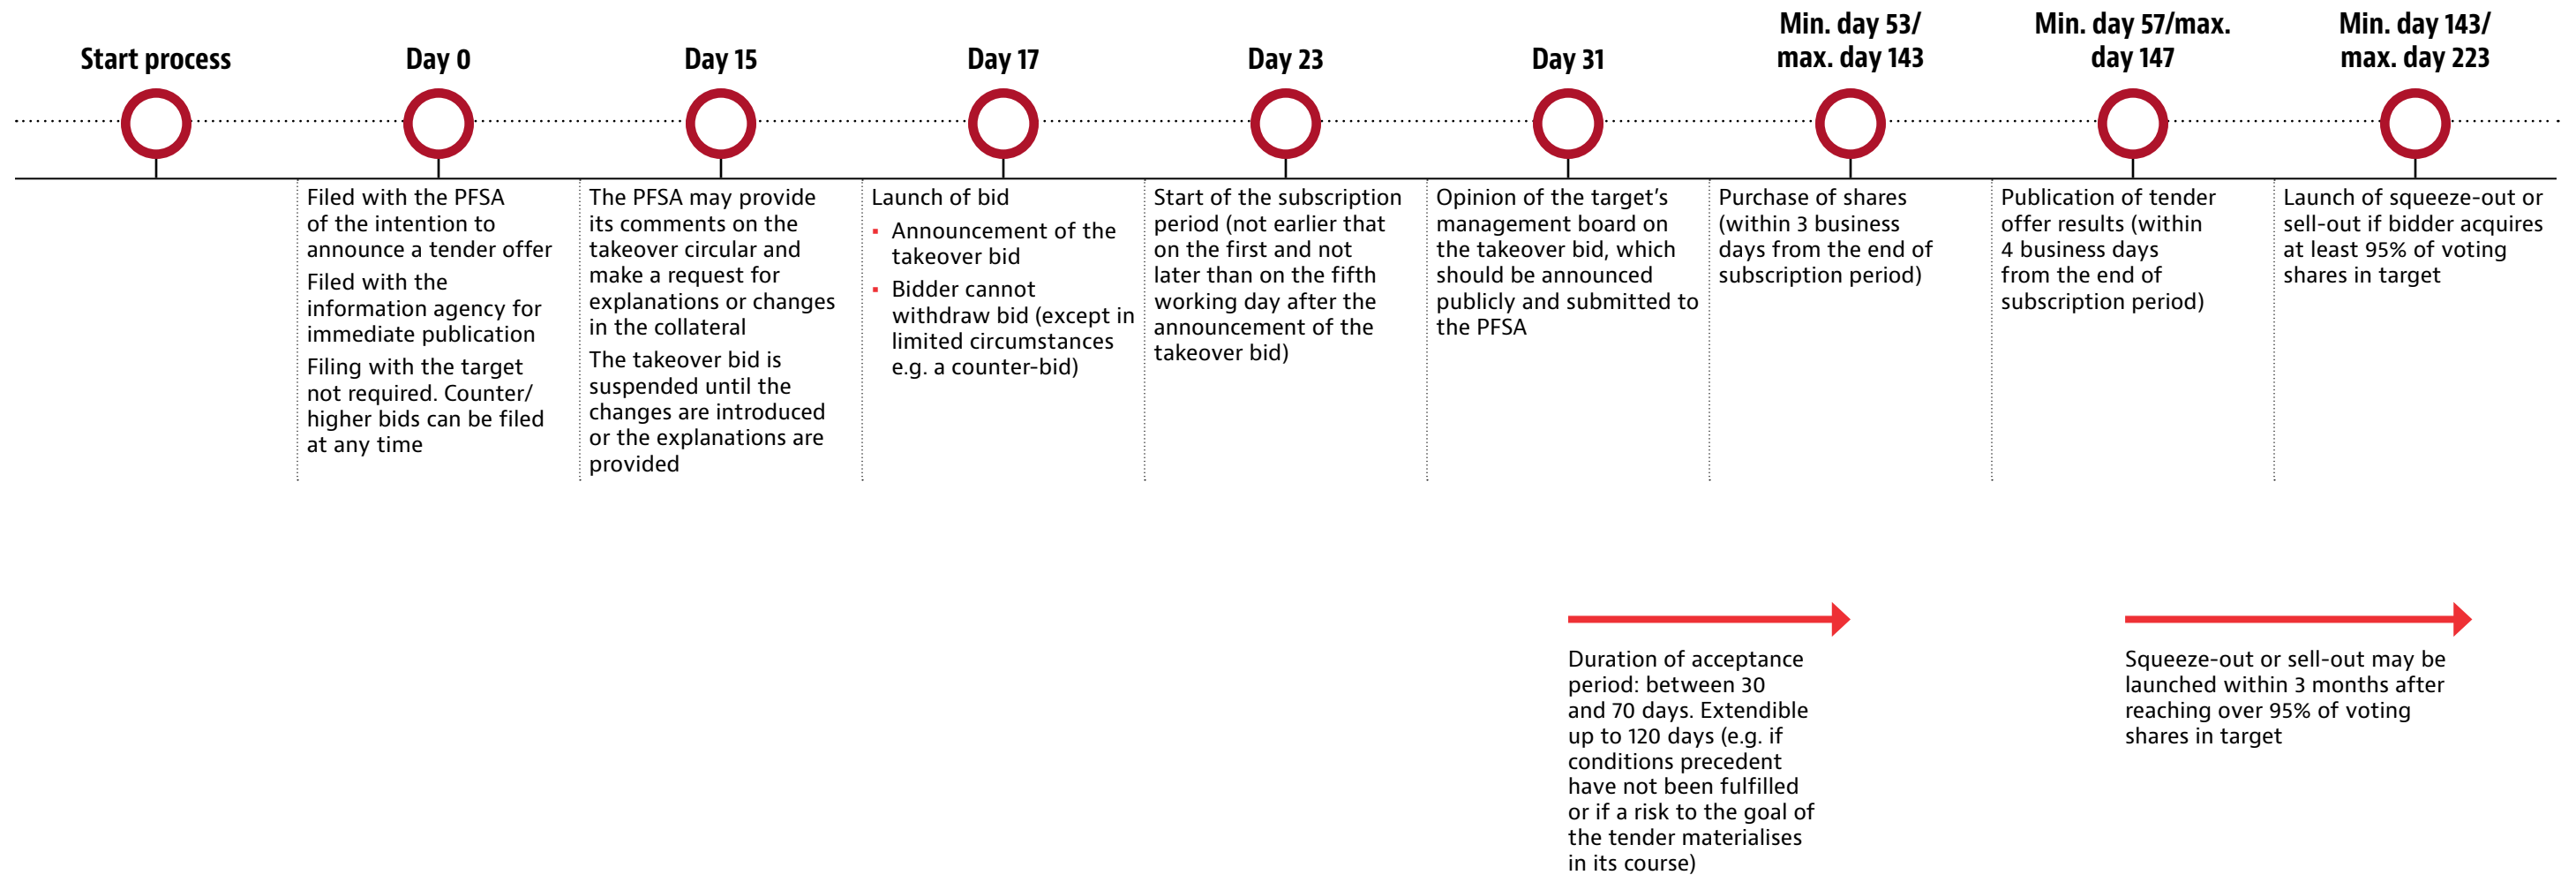 Start process
Day 0
Day 15
Day 17
Day 23
Day 31
Min. day 53/
max. day 143
Min. day 57/max.
day 147
Min. day 143/
max. day 223
Filed with the PFSA
of the intention to
announce a tender offer
Filed with the
information agency for
immediate publication
Filing with the target
not required. Counter/
higher bids can be filed
at any time
The PFSA may provide
its comments on the
takeover circular and
make a request for
explanations or changes
in the collateral
The takeover bid is
suspended until the
changes are introduced
or the explanations are
provided
Launch of bid
▪ Announcement of the
takeover bid
▪ Bidder cannot
withdraw bid (except in
limited circumstances
e.g. a counter-bid)
Start of the subscription
period (not earlier that
on the first and not
later than on the fifth
working day after the
announcement of the
takeover bid)
Opinion of the target’s
management board on
the takeover bid, which
should be announced
publicly and submitted to
the PFSA
Purchase of shares
(within 3 business
days from the end of
subscription period)
Publication of tender
offer results (within
4 business days
from the end of
subscription period)
Launch of squeeze-out or
sell-out if bidder acquires
at least 95% of voting
shares in target
Duration of acceptance
period: between 30
and 70 days. Extendible
up to 120 days (e.g. if
conditions precedent
have not been fulfilled
or if a risk to the goal of
the tender materialises
in its course)
Squeeze-out or sell-out may be
launched within 3 months after
reaching over 95% of voting
shares in target